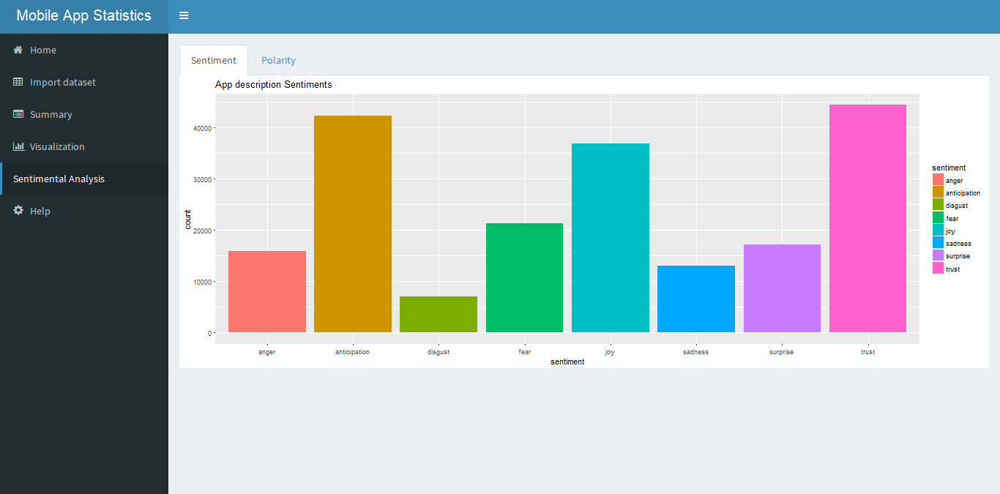 Mobile App Statistics
Home
Import dataset
Summary
Visualization
Sentimental Analysis
Help
Sentiment Polarity
App description Sentiments
count
40000
30000
20000
10000
0
anger anticipation disgust fear joy sadness surprise trust
sentiment
sentiment
anger
anticipation
disgust
fear
joy
sadness
surprise
trust